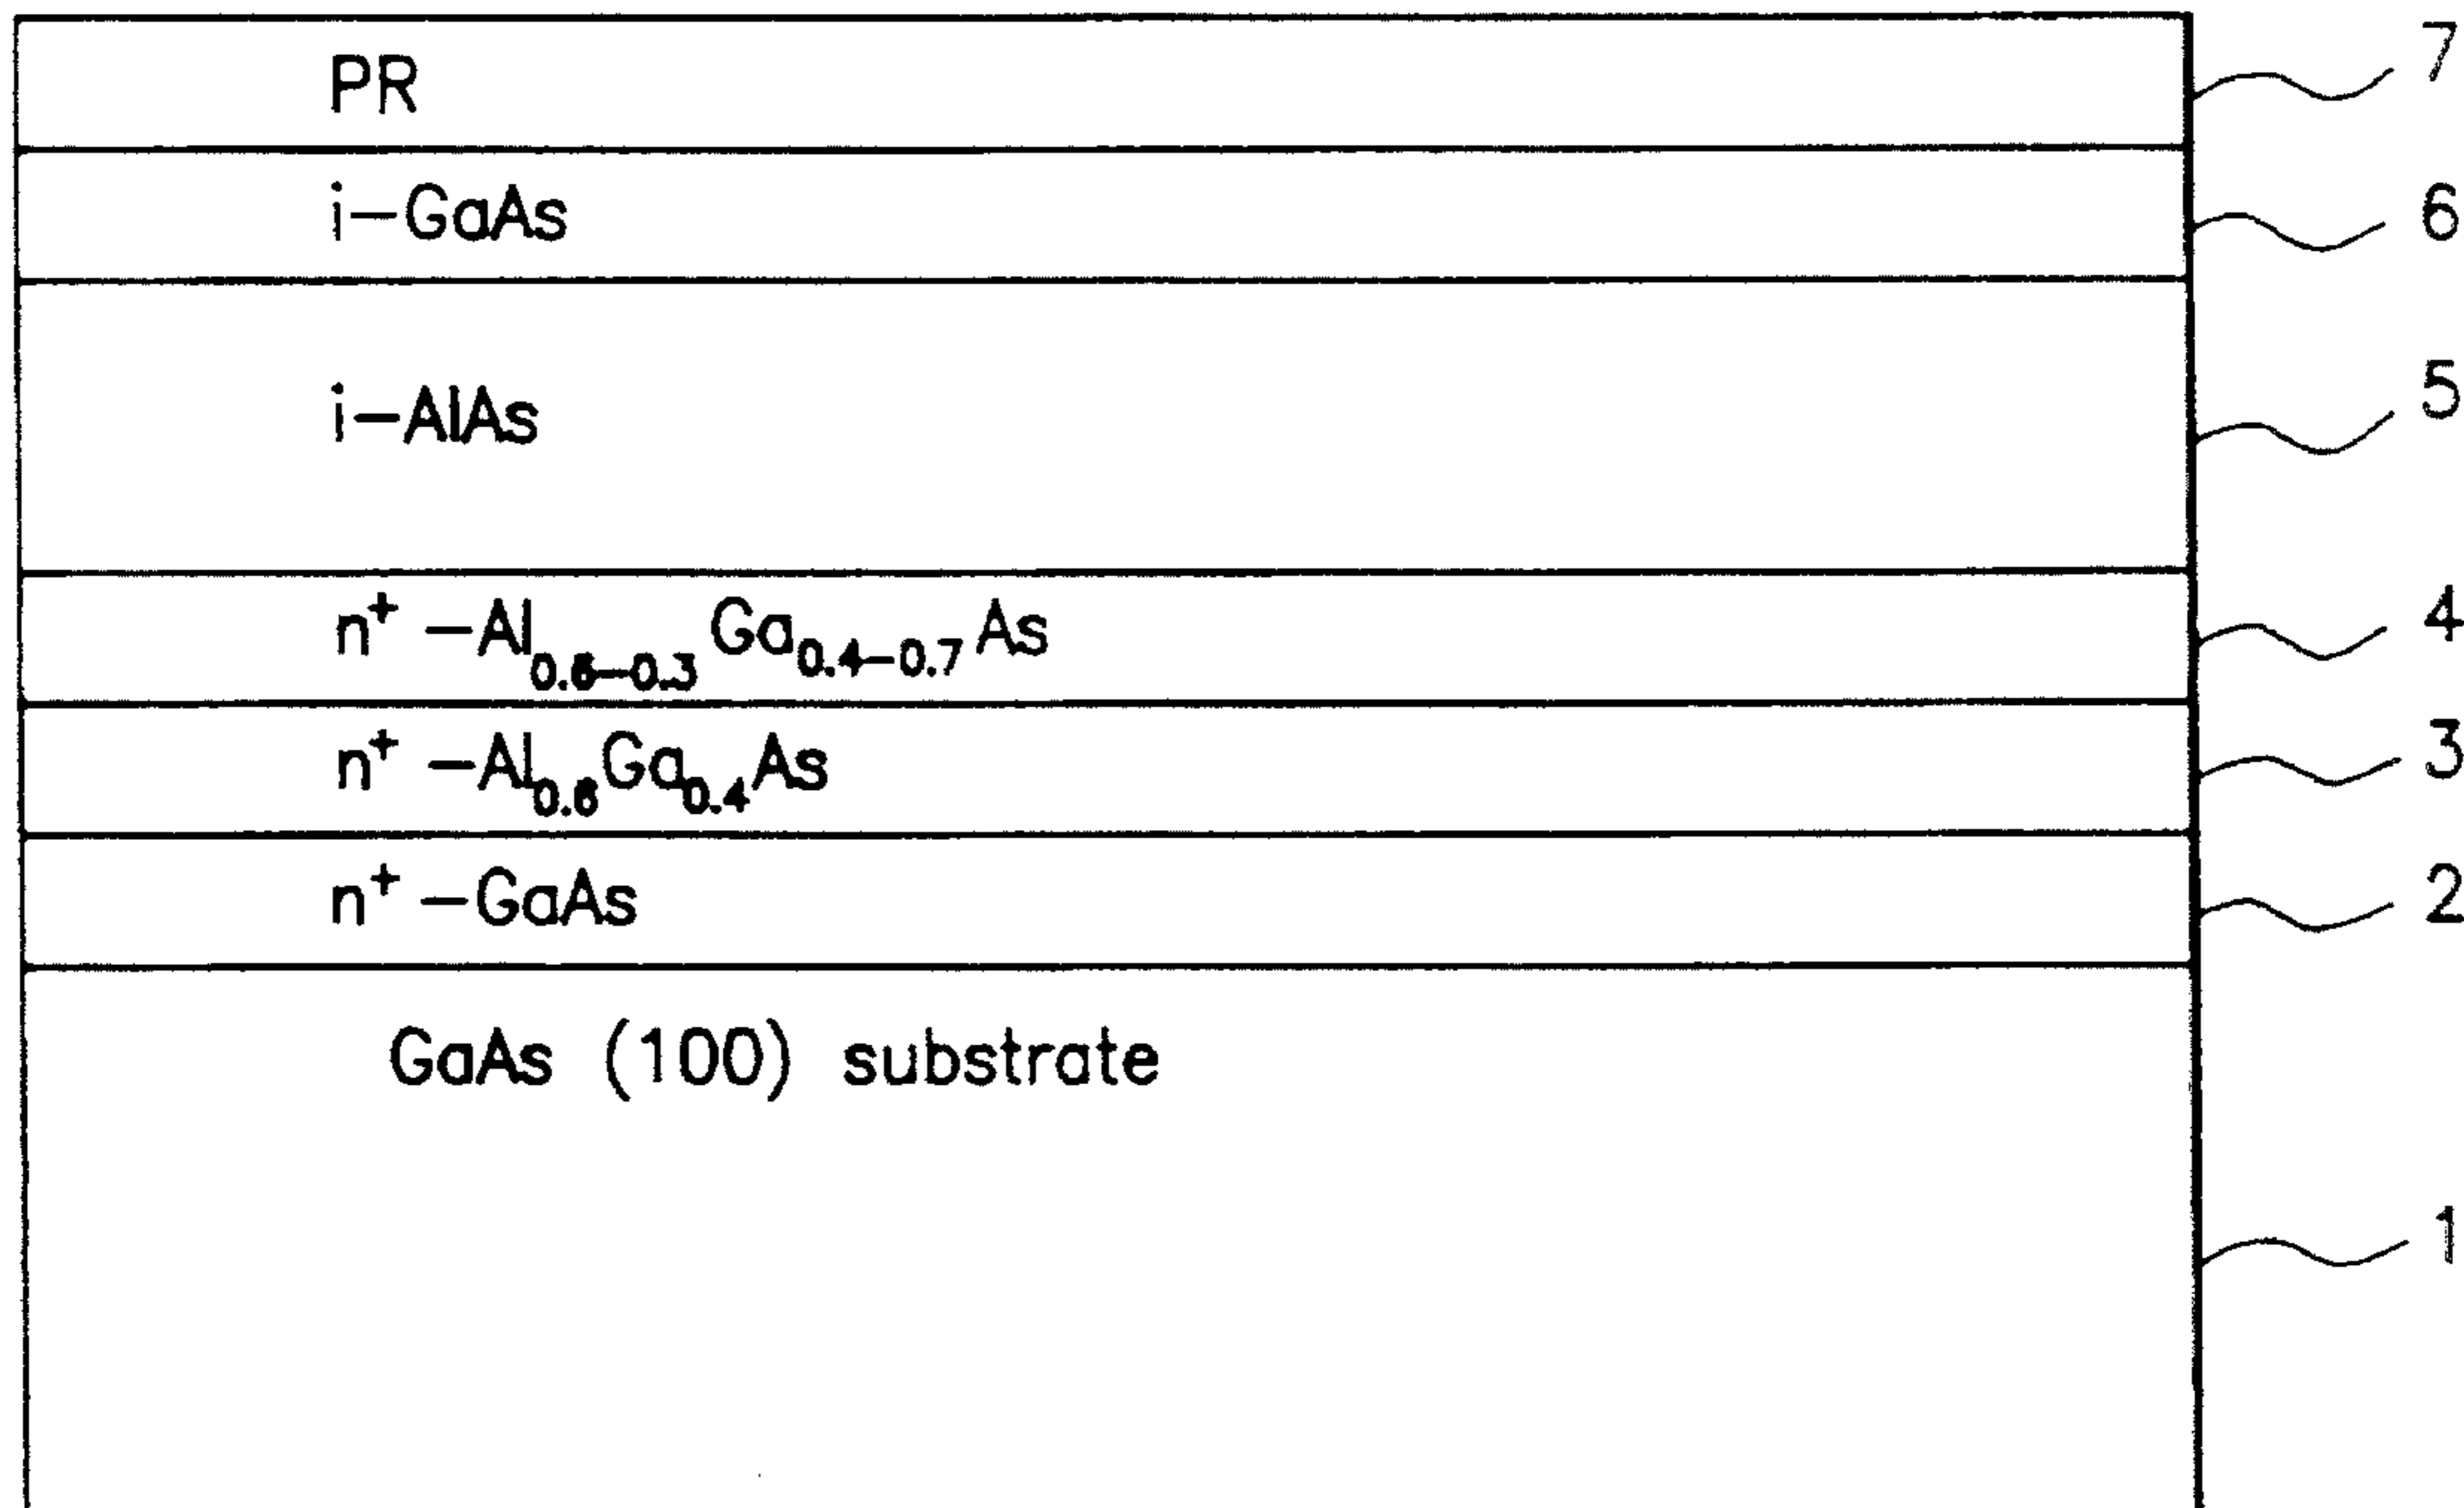 PR 7
i-GaAs 6
i-AlAs 5
n⁺-Al₀.₆₋₀.₃Ga₀.₄₋₀.₇As 4
n⁺-Al₀.₆Ga₀.₄As 3
n⁺-GaAs 2
GaAs (100) substrate
1